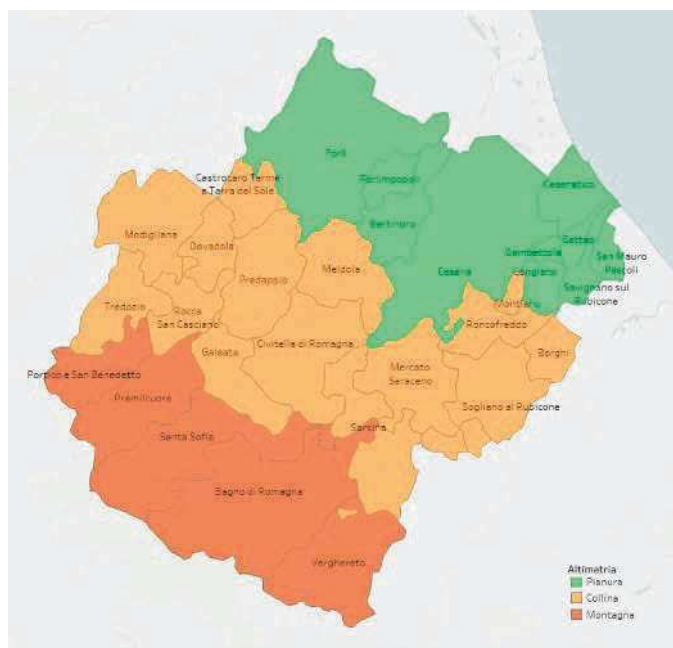 Forlì
Castrocaro Terme
e Terra del Sole
Forlimpopoli
Cesenatico
Bertinoro
Modigliana
Dovadola
Gatteo
Gambettola
San Mauro
Pascoli
Meldola
Cesena
Longiano
Predappio
Savignano sul
Rubicone
Tredozio
Montiano
Rocca
San Casciano
Roncofreddo
Galeata
Civitella di Romagna
Borghi
Mercato
Saraceno
Portico e San Benedetto
Premilcuore
Sogliano al Rubicone
Sarsina
Santa Sofia
Bagno di Romagna
Verghereto
Altimetria
Pianura
Collina
Montagna